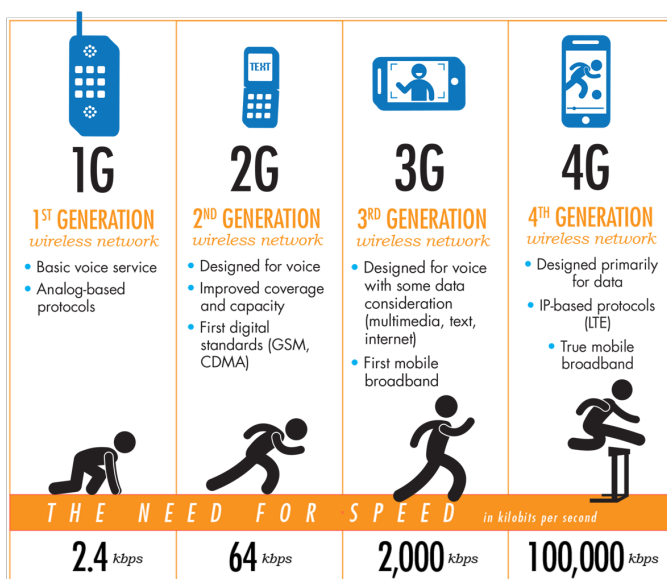 1G
1ST GENERATION
wireless network
• Basic voice service
• Analog-based
protocols
TEXT
2G
2ND GENERATION
wireless network
• Designed for voice
• Improved coverage
and capacity
• First digital
standards (GSM,
CDMA)
3G
3RD GENERATION
wireless network
• Designed for voice
with some data
consideration
(multimedia, text,
internet)
• First mobile
broadband
4G
4TH GENERATION
wireless network
• Designed primarily
for data
• IP-based protocols
(LTE)
• True mobile
broadband
THE NEED FOR SPEED in kilobits per second
2.4 kbps
64 kbps
2,000 kbps
100,000 kbps